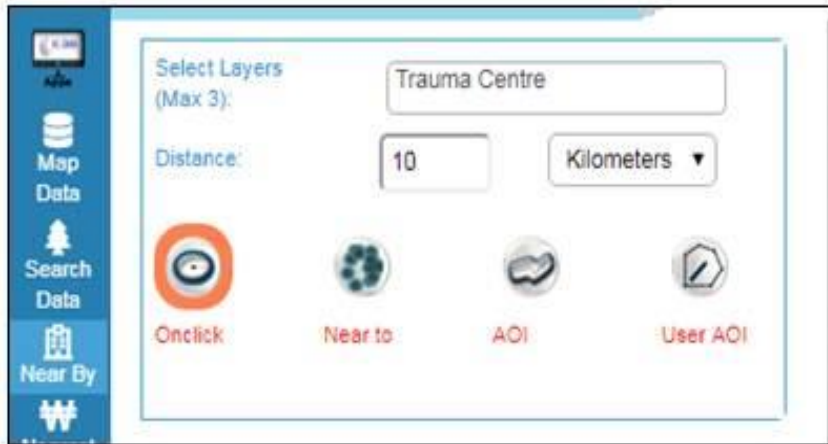 Map
Data
Search
Data
Near By
Select Layers
(Max 3):
Trauma Centre
Distance:
10
Kilometers
Onclick
Near to
AOI
User AOI